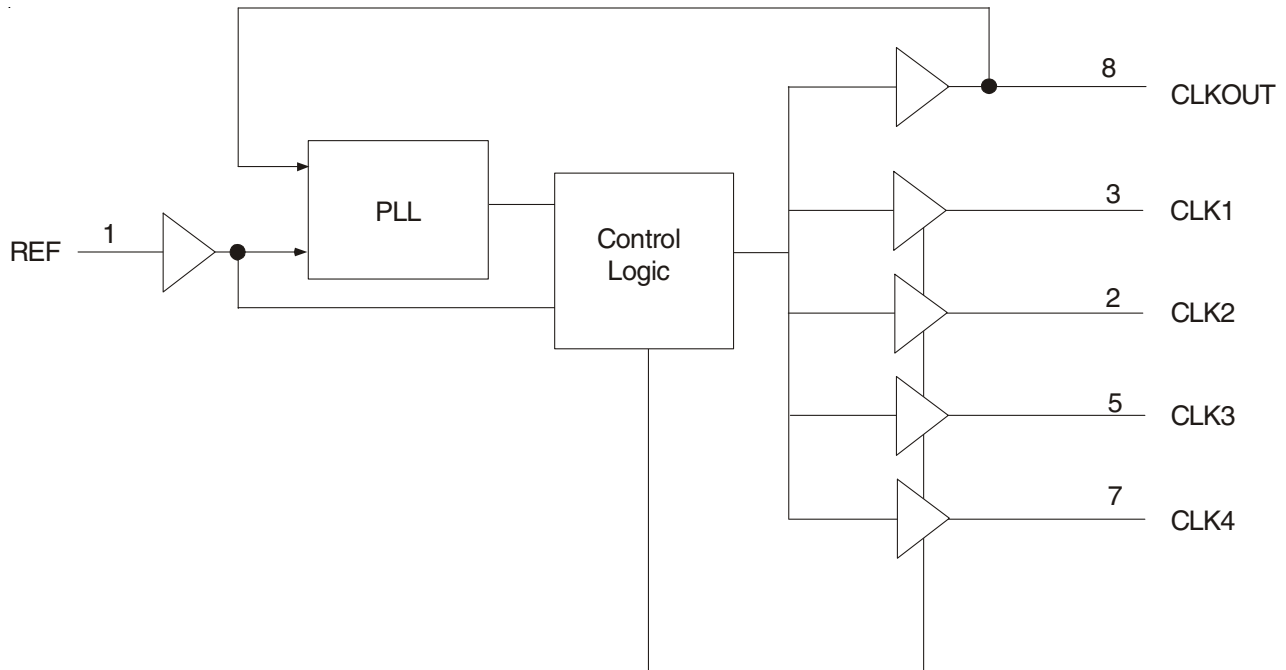 8
CLKOUT
PLL
3
CLK1
1
REF
Control
Logic
2
CLK2
5
CLK3
7
CLK4